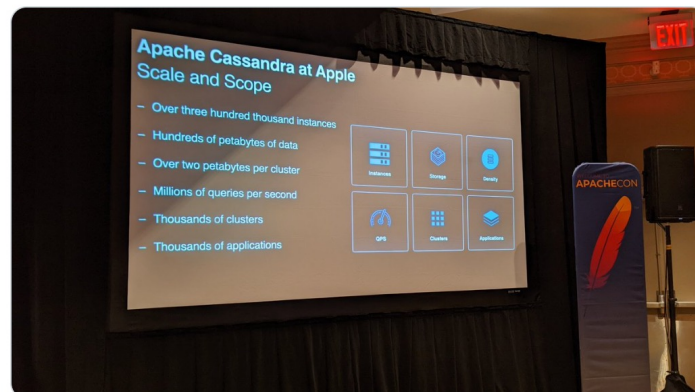 Apache Cassandra at Apple
Scale and Scope
– Over three hundred thousand instances
– Hundreds of petabytes of data
– Over two petabytes per cluster
– Millions of queries per second
– Thousands of clusters
– Thousands of applications
Instances
Storage
Density
QPS
Clusters
Applications
EXIT
APACHECON